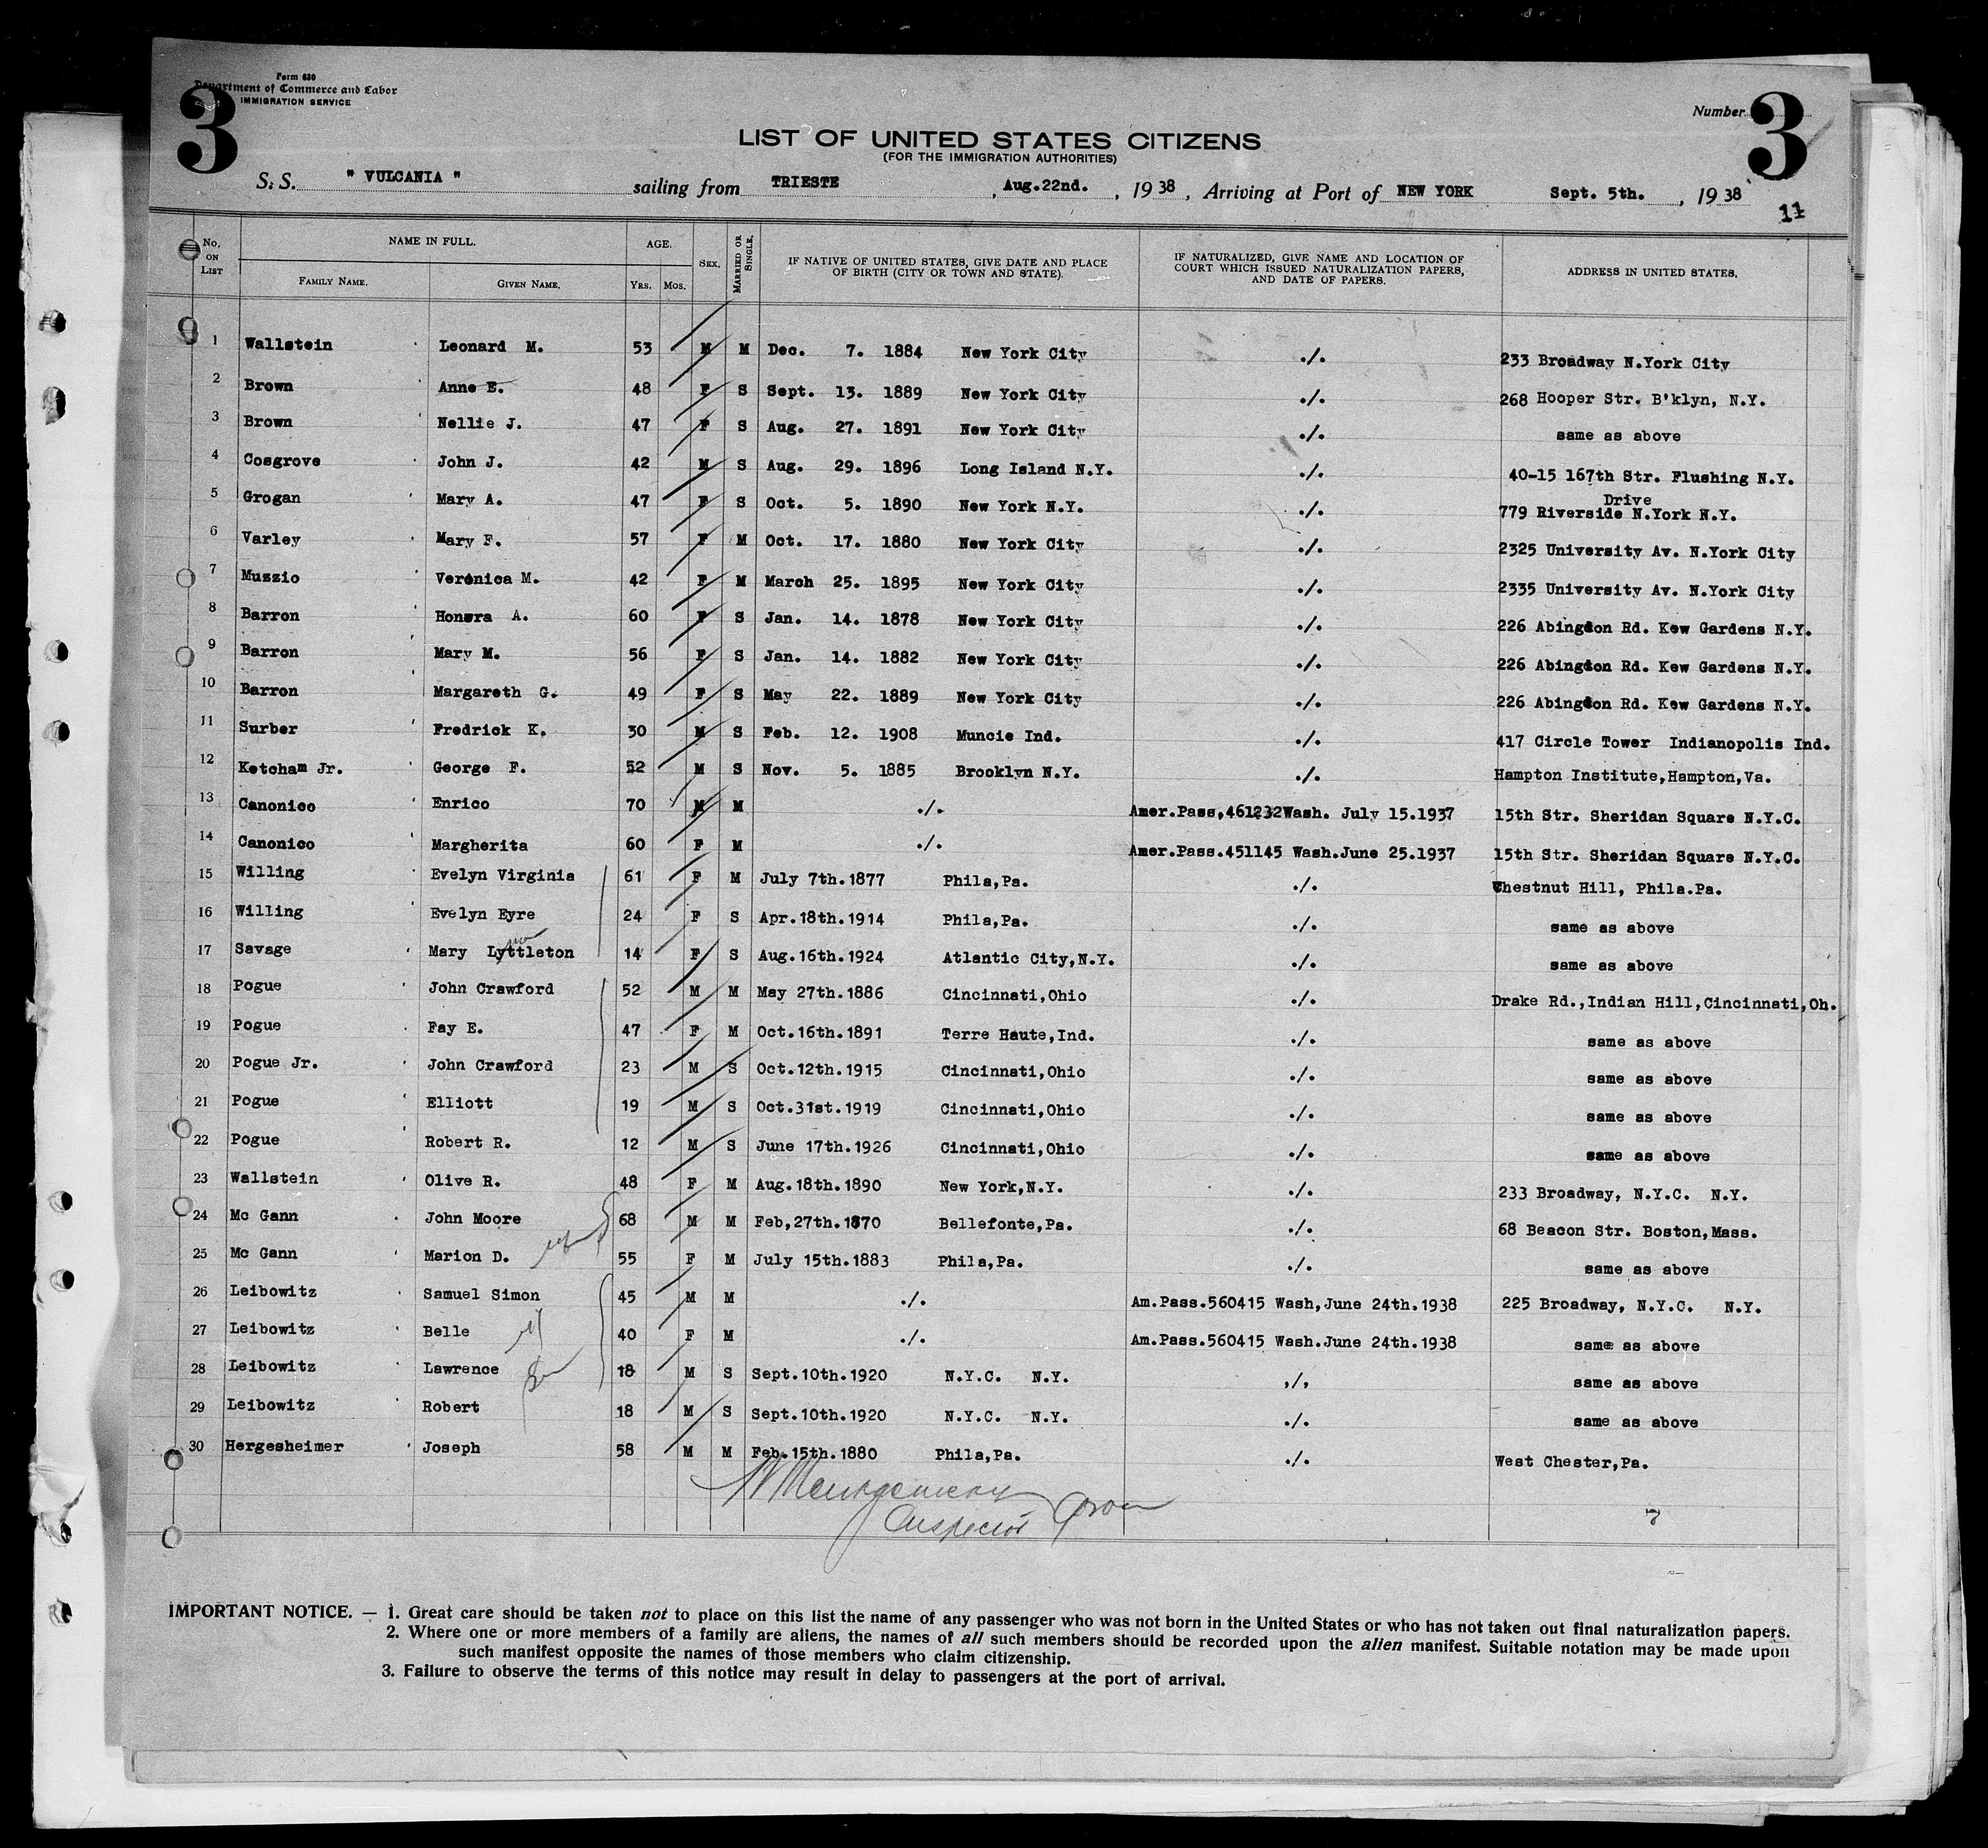 Form 630
Department of Commerce and Labor
IMMIGRATION SERVICE
3
Number 3
LIST OF UNITED STATES CITIZENS
(FOR THE IMMIGRATION AUTHORITIES)
S. S. " VULCANIA " sailing from TRIESTE , Aug.22nd. , 1938 , Arriving at Port of NEW YORK Sept. 5th. , 1938
11
No. ON LIST NAME IN FULL. AGE. SEX. MARRIED OR SINGLE. IF NATIVE OF UNITED STATES, GIVE DATE AND PLACE OF BIRTH (CITY OR TOWN AND STATE). IF NATURALIZED, GIVE NAME AND LOCATION OF COURT WHICH ISSUED NATURALIZATION PAPERS, AND DATE OF PAPERS. ADDRESS IN UNITED STATES.
FAMILY NAME. GIVEN NAME. YRS. MOS.
1 Wallstein Leonard M. 53 M M Dec. 7. 1884 New York City ./. 233 Broadway N.York City
2 Brown Anne E. 48 F S Sept. 13. 1889 New York City ./. 268 Hooper Str. B'klyn, N.Y.
3 Brown Nellie J. 47 F S Aug. 27. 1891 New York City ./. same as above
4 Cosgrove John J. 42 M S Aug. 29. 1896 Long Island N.Y. ./. 40-15 167th Str. Flushing N.Y.
5 Grogan Mary A. 47 F S Oct. 5. 1890 New York N.Y. ./. 779 Riverside Drive N.York N.Y.
6 Varley Mary F. 57 F M Oct. 17. 1880 New York City ./. 2325 University Av. N.York City
7 Muzzio Veronica M. 42 F M March 25. 1895 New York City ./. 2335 University Av. N.York City
8 Barron Honora A. 60 F S Jan. 14. 1878 New York City ./. 226 Abingdon Rd. Kew Gardens N.Y.
9 Barron Mary M. 56 F S Jan. 14. 1882 New York City ./. 226 Abingdon Rd. Kew Gardens N.Y.
10 Barron Margareth G. 49 F S May 22. 1889 New York City ./. 226 Abingdon Rd. Kew Gardens N.Y.
11 Surber Fredrick K. 30 M S Feb. 12. 1908 Muncie Ind. ./. 417 Circle Tower Indianopolis Ind.
12 Ketcham Jr. George F. 52 M S Nov. 5. 1885 Brooklyn N.Y. ./. Hampton Institute,Hampton,Va.
13 Canonico Enrico 70 M M ./. Amer.Pass,461232Wash. July 15.1937 15th Str. Sheridan Square N.Y.C.
14 Canonico Margherita 60 F M ./. Amer.Pass.451145 Wash.June 25.1937 15th Str. Sheridan Square N.Y.C.
15 Willing Evelyn Virginia 61 F M July 7th.1877 Phila,Pa. ./. Chestnut Hill, Phila.Pa.
16 Willing Evelyn Eyre 24 F S Apr.18th.1914 Phila,Pa. ./. same as above
17 Savage Mary Lyttleton 14 F S Aug.16th.1924 Atlantic City,N.Y. ./. same as above
18 Pogue John Crawford 52 M M May 27th.1886 Cincinnati,Ohio ./. Drake Rd.,Indian Hill,Cincinnati,Oh.
19 Pogue Fay E. 47 F M Oct.16th.1891 Terre Haute,Ind. ./. same as above
20 Pogue Jr. John Crawford 23 M S Oct.12th.1915 Cincinnati,Ohio ./. same as above
21 Pogue Elliott 19 M S Oct.31st.1919 Cincinnati,Ohio ./. same as above
22 Pogue Robert R. 12 M S June 17th.1926 Cincinnati,Ohio ./. same as above
23 Wallstein Olive R. 48 F M Aug.18th.1890 New York,N.Y. ./. 233 Broadway, N.Y.C. N.Y.
24 Mc Gann John Moore 68 M M Feb,27th.1870 Bellefonte,Pa. ./. 68 Beacon Str. Boston,Mass.
25 Mc Gann Marion D. 55 F M July 15th.1883 Phila,Pa. ./. same as above
26 Leibowitz Samuel Simon 45 M M ./. Am.Pass.560415 Wash,June 24th.1938 225 Broadway, N.Y.C. N.Y.
27 Leibowitz Belle 40 F M ./. Am.Pass.560415 Wash.June 24th.1938 same as above
28 Leibowitz Lawrence 18 M S Sept.10th.1920 N.Y.C. N.Y. ,/, same as above
29 Leibowitz Robert 18 M S Sept.10th.1920 N.Y.C. N.Y. ./. same as above
30 Hergesheimer Joseph 58 M M Feb.15th.1880 Phila,Pa. ./. West Chester,Pa.
Montgomery
Inspector
IMPORTANT NOTICE. — 1. Great care should be taken not to place on this list the name of any passenger who was not born in the United States or who has not taken out final naturalization papers.
2. Where one or more members of a family are aliens, the names of all such members should be recorded upon the alien manifest. Suitable notation may be made upon
such manifest opposite the names of those members who claim citizenship.
3. Failure to observe the terms of this notice may result in delay to passengers at the port of arrival.